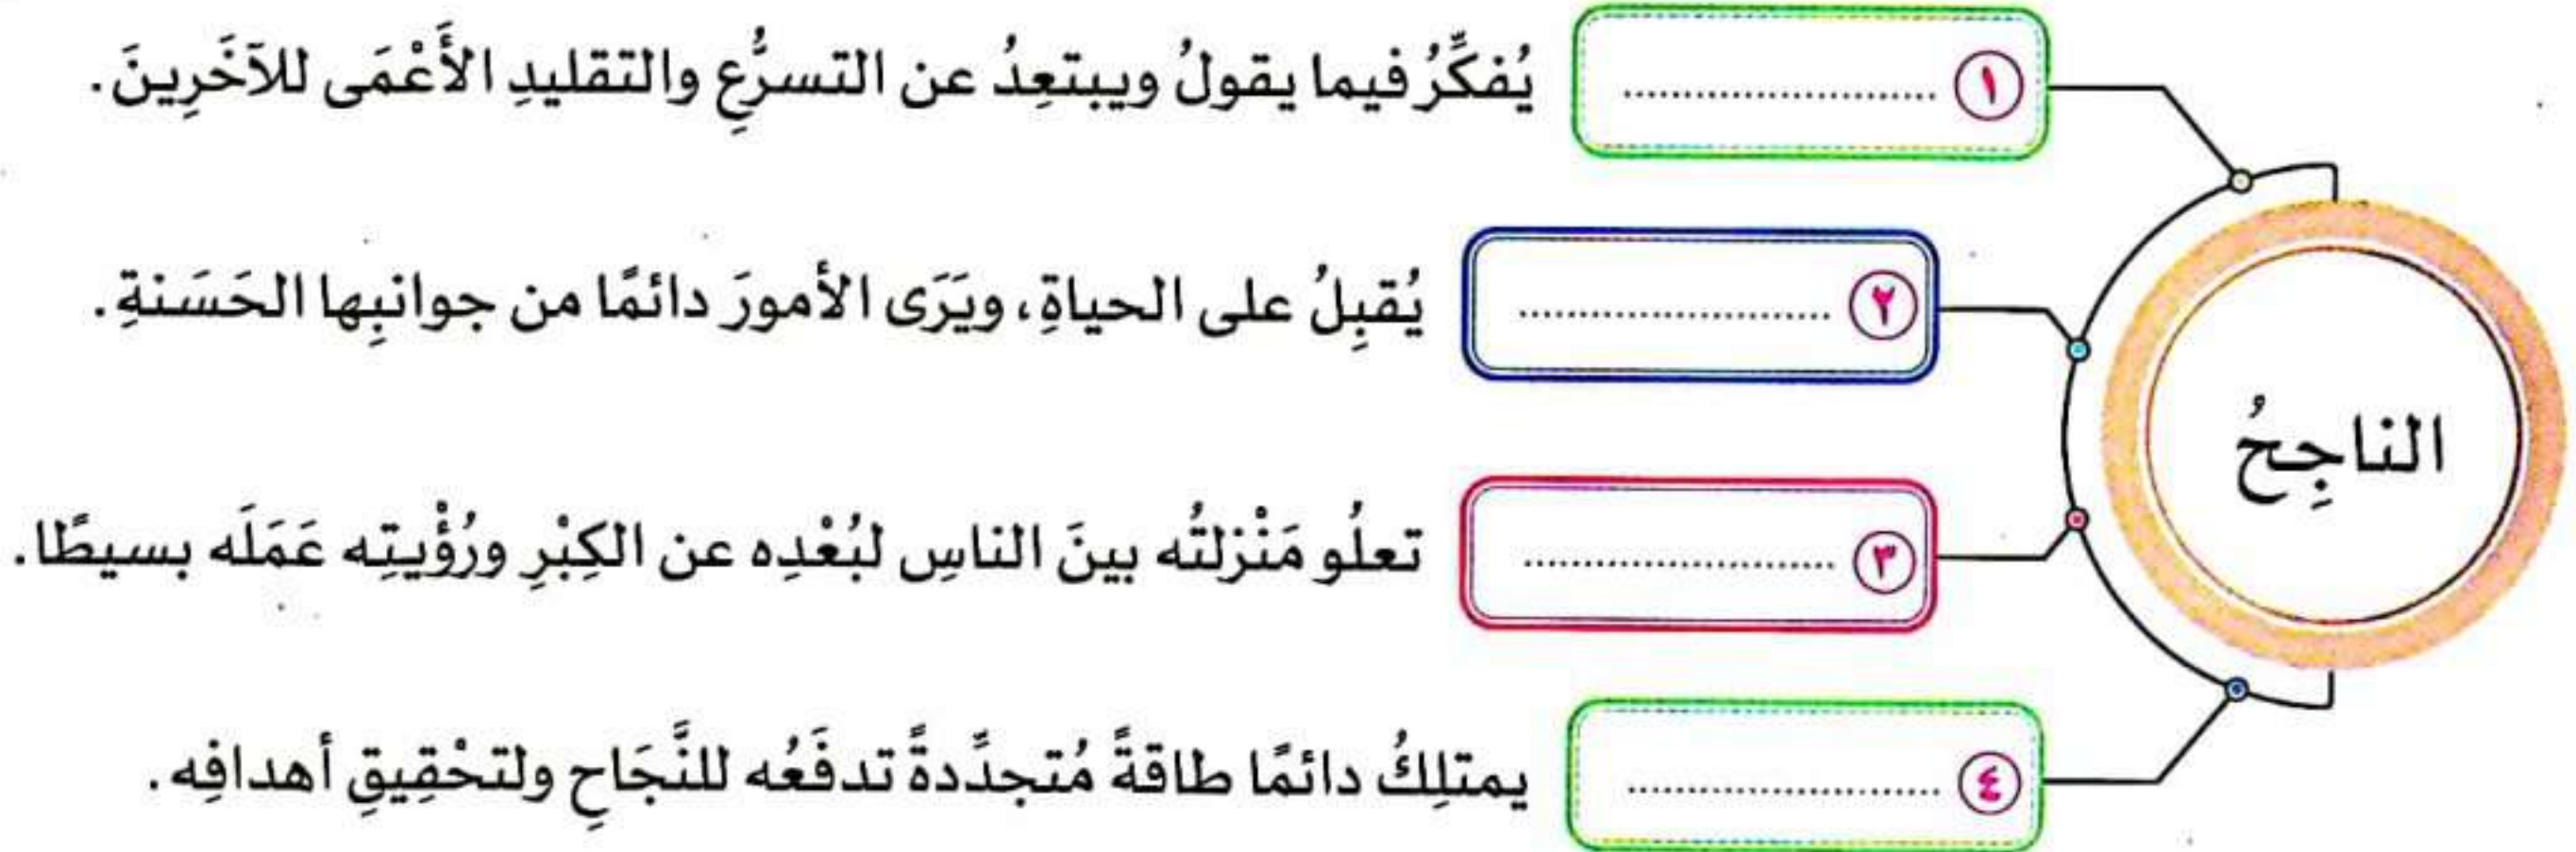 ١ .............................. يُفكِّرُ فيما يقولُ ويبتعِدُ عن التسرُّعِ والتقليدِ الأَعْمَى للآخَرِينَ.
٢ .............................. يُقبِلُ على الحياةِ، ويَرَى الأمورَ دائمًا من جوانبِها الحَسَنةِ.
الناجِحُ
٣ .............................. تعلُو مَنْزلتُه بينَ الناسِ لبُعْدِه عن الكِبْرِ ورُؤْيتِه عَمَلَه بسيطًا.
٤ .............................. يمتلِكُ دائمًا طاقةً مُتجدِّدةً تدفَعُه للنَّجَاحِ ولتحْقِيقِ أهدافِه.